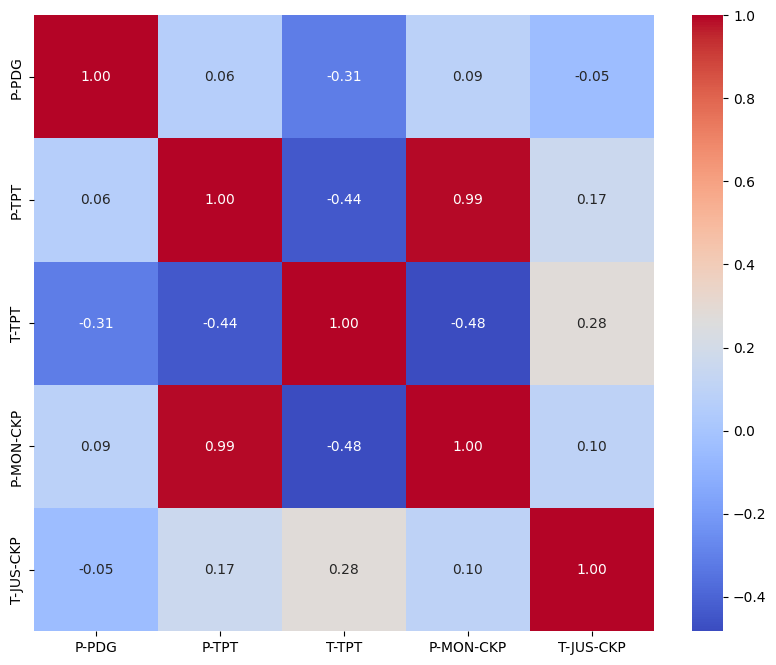 P-PDG 1.00 0.06 -0.31 0.09 -0.05
P-TPT 0.06 1.00 -0.44 0.99 0.17
T-TPT -0.31 -0.44 1.00 -0.48 0.28
P-MON-CKP 0.09 0.99 -0.48 1.00 0.10
T-JUS-CKP -0.05 0.17 0.28 0.10 1.00
P-PDG P-TPT T-TPT P-MON-CKP T-JUS-CKP
1.0
0.8
0.6
0.4
0.2
0.0
−0.2
−0.4